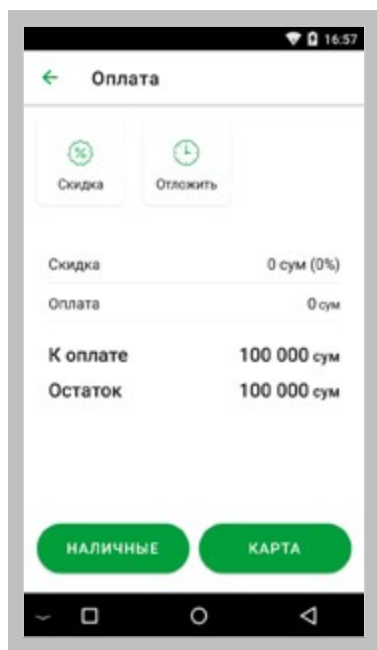 16:57
Оплата
Скидка Отложить
Скидка 0 сум (0%)
Оплата 0 сум
К оплате 100 000 сум
Остаток 100 000 сум
НАЛИЧНЫЕ КАРТА